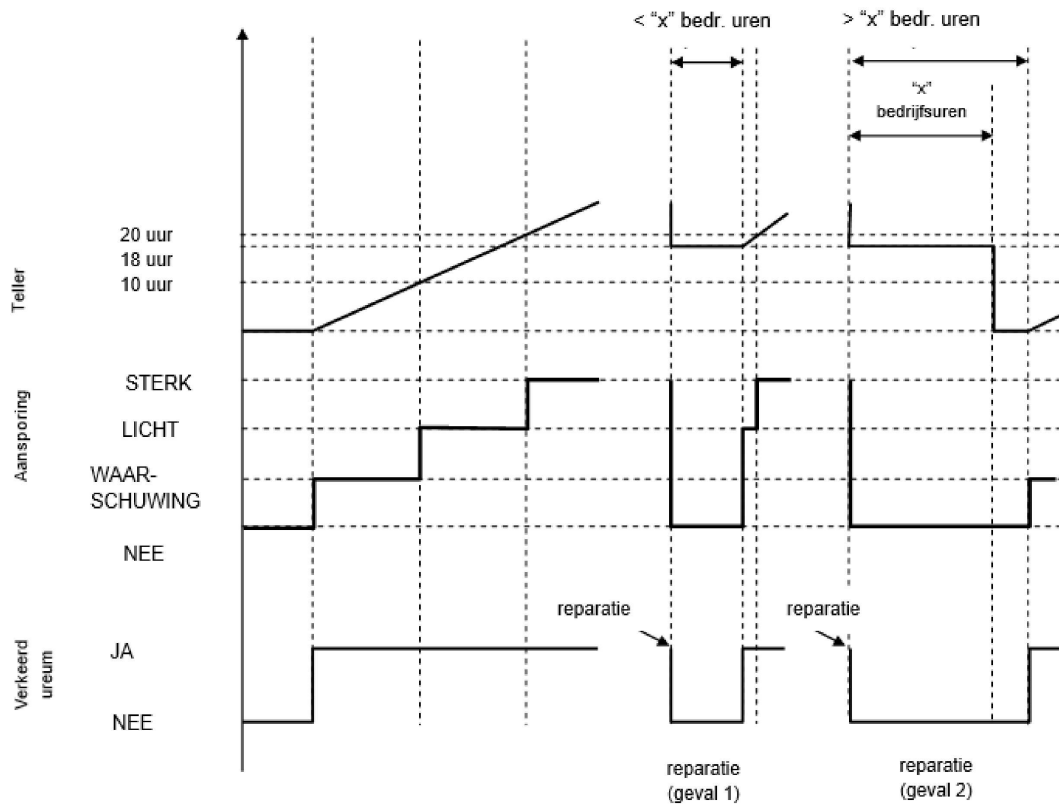 < “x” bedr. uren
> “x” bedr. uren
“x”
bedrijfsuren
Teller
20 uur
18 uur
10 uur
Aansporing
STERK
LICHT
WAAR-
SCHUWING
NEE
reparatie
reparatie
Verkeerd
ureum
JA
NEE
reparatie
(geval 1)
reparatie
(geval 2)